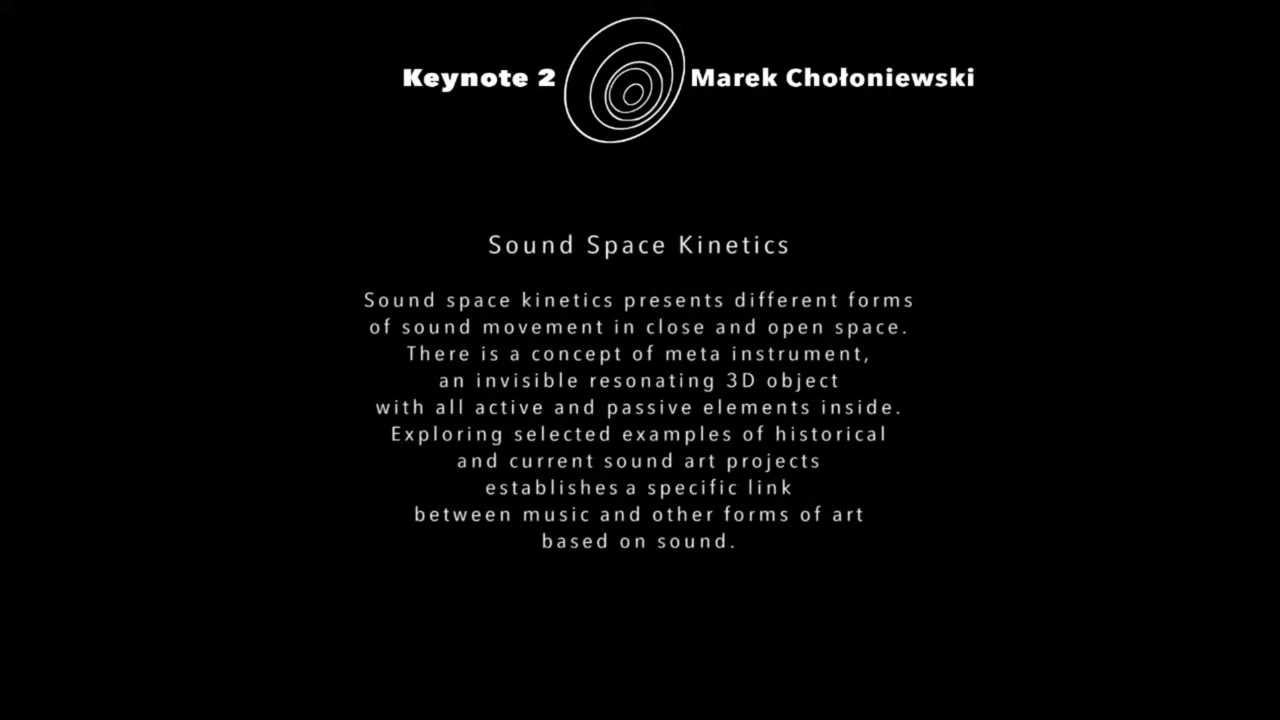 Keynote 2 Marek Chołoniewski
Sound Space Kinetics
Sound space kinetics presents different forms
of sound movement in close and open space.
There is a concept of meta instrument,
an invisible resonating 3D object
with all active and passive elements inside.
Exploring selected examples of historical
and current sound art projects
establishes a specific link
between music and other forms of art
based on sound.